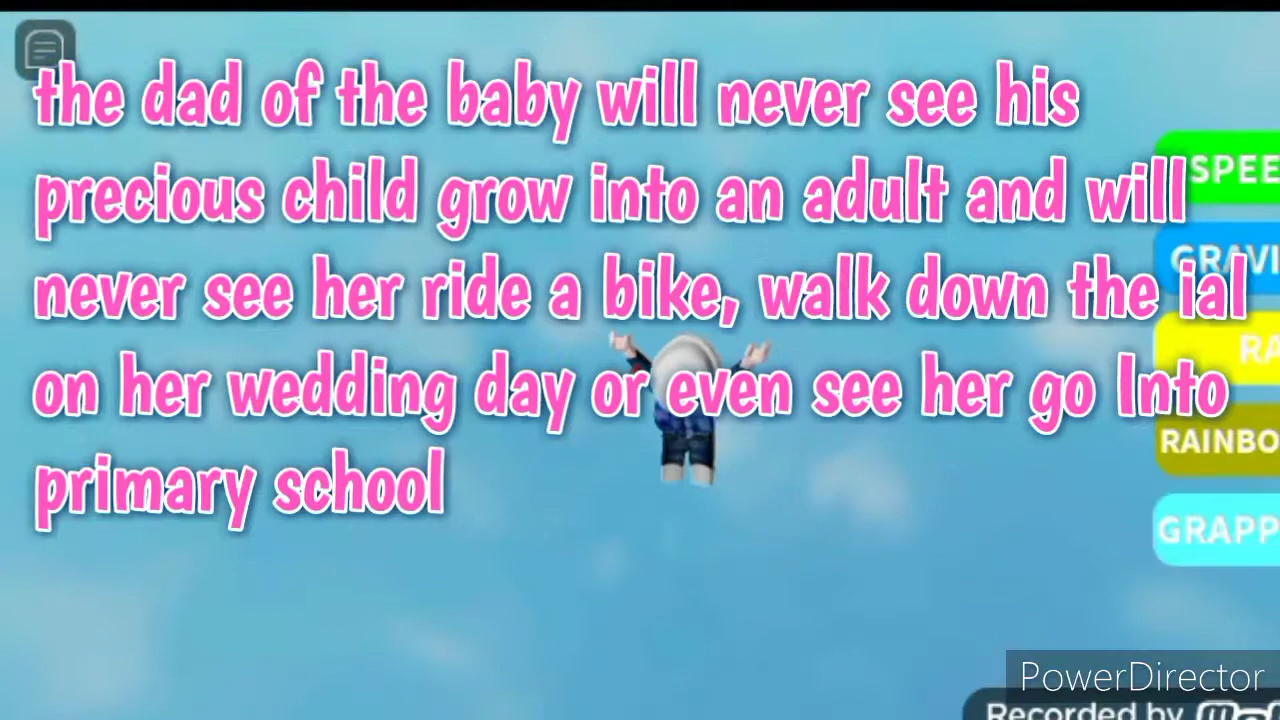 the dad of the baby will never see his
precious child grow into an adult and will
never see her ride a bike, walk down the ial
on her wedding day or even see her go Into
primary school
SPEE
GRAVI
RA
RAINBO
GRAPP
PowerDirector
Recorded by